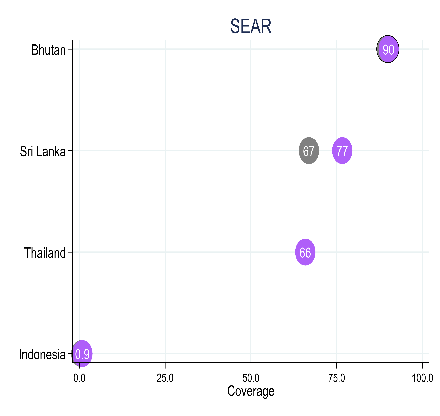 SEAR
Bhutan
90
Sri Lanka
67 77
Thailand
66
Indonesia
0.9
0.0 25.0 50.0 75.0 100.0
Coverage